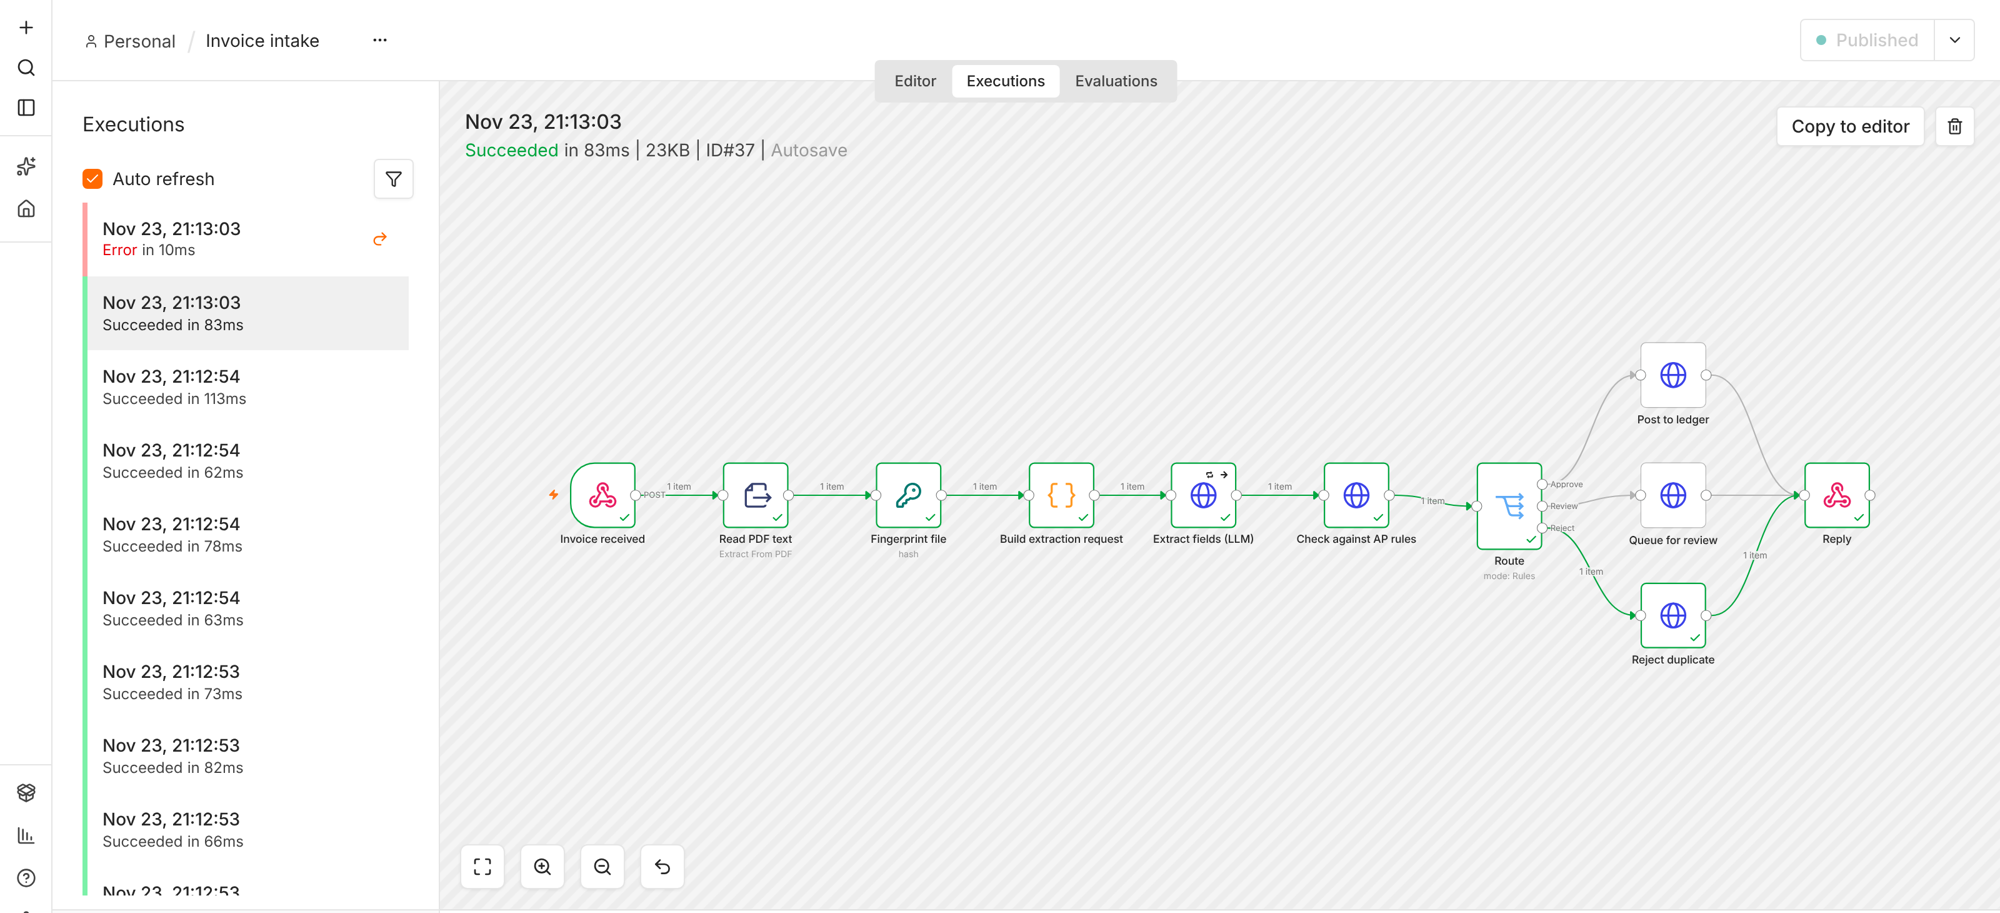 Personal / Invoice intake ...
Published
Editor Executions Evaluations
Executions
Auto refresh
Nov 23, 21:13:03
Error in 10ms
Nov 23, 21:13:03
Succeeded in 83ms
Nov 23, 21:12:54
Succeeded in 113ms
Nov 23, 21:12:54
Succeeded in 62ms
Nov 23, 21:12:54
Succeeded in 78ms
Nov 23, 21:12:54
Succeeded in 63ms
Nov 23, 21:12:53
Succeeded in 73ms
Nov 23, 21:12:53
Succeeded in 82ms
Nov 23, 21:12:53
Succeeded in 66ms
Nov 23, 21:12:53
Nov 23, 21:13:03
Succeeded in 83ms | 23KB | ID#37 | Autosave
Copy to editor
POST
1 item
1 item
1 item
1 item
1 item
1 item
Invoice received
Read PDF text
Extract From PDF
Fingerprint file
hash
Build extraction request
Extract fields (LLM)
Check against AP rules
Approve
Review
Reject
Route
mode: Rules
Post to ledger
Queue for review
1 item
1 item
Reject duplicate
Reply